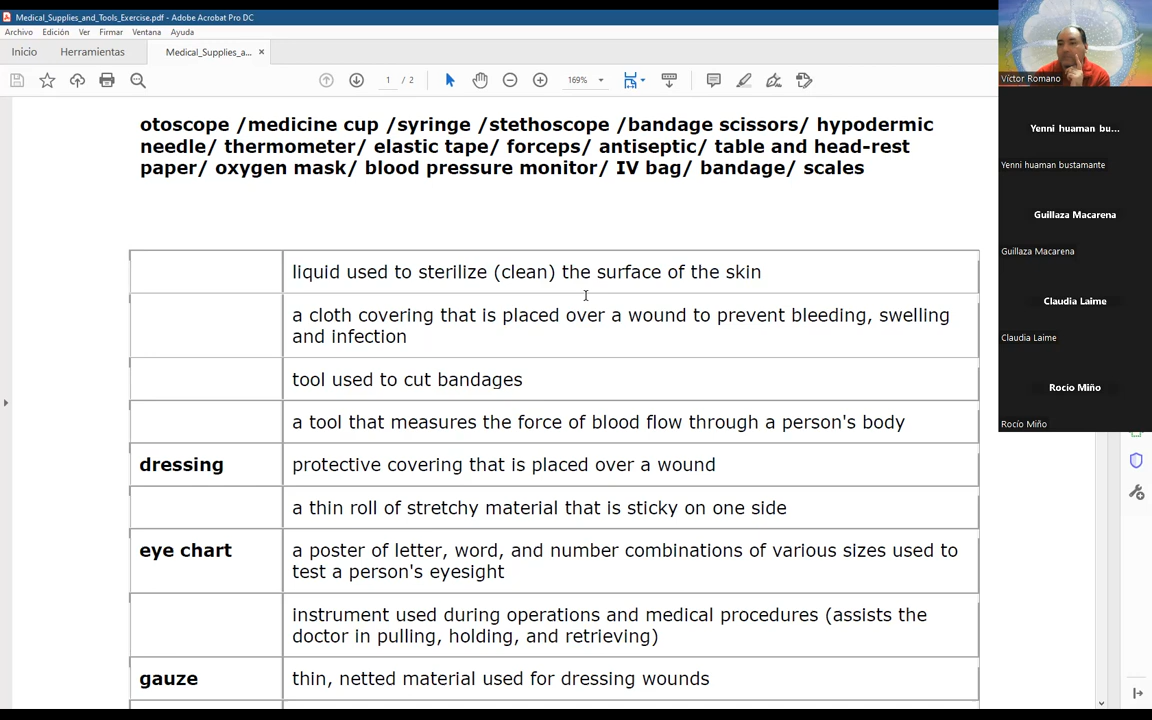 Medical_Supplies_and_Tools_Exercise.pdf - Adobe Acrobat Pro DC
Archivo Edición Ver Firmar Ventana Ayuda
Inicio Herramientas Medical_Supplies_a... ×
1 / 2 169%
otoscope /medicine cup /syringe /stethoscope /bandage scissors/ hypodermic
needle/ thermometer/ elastic tape/ forceps/ antiseptic/ table and head-rest
paper/ oxygen mask/ blood pressure monitor/ IV bag/ bandage/ scales
liquid used to sterilize (clean) the surface of the skin
a cloth covering that is placed over a wound to prevent bleeding, swelling
and infection
tool used to cut bandages
a tool that measures the force of blood flow through a person's body
dressing protective covering that is placed over a wound
a thin roll of stretchy material that is sticky on one side
eye chart a poster of letter, word, and number combinations of various sizes used to
test a person's eyesight
instrument used during operations and medical procedures (assists the
doctor in pulling, holding, and retrieving)
gauze thin, netted material used for dressing wounds
Víctor Romano
Yenni huaman bu...
Yenni huaman bustamante
Guillaza Macarena
Guillaza Macarena
Claudia Laime
Claudia Laime
Rocio Miño
Rocío Miño